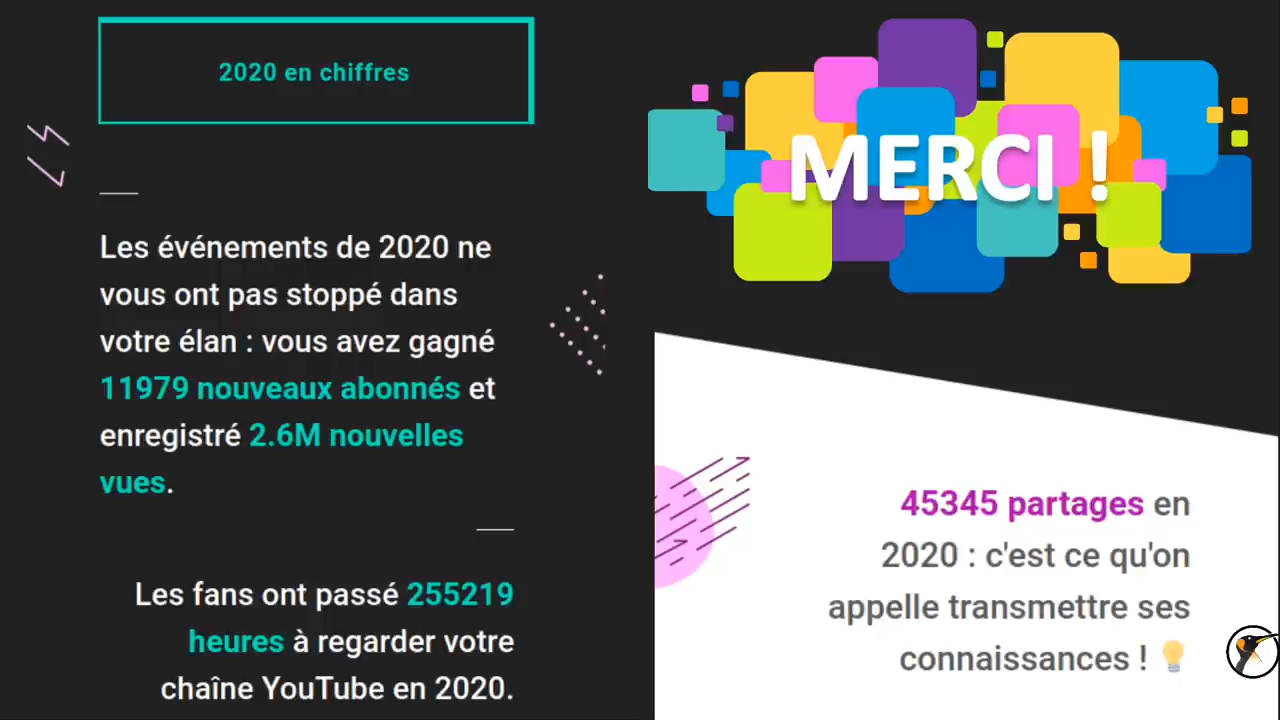 2020 en chiffres
Les événements de 2020 ne
vous ont pas stoppé dans
votre élan : vous avez gagné
11979 nouveaux abonnés et
enregistré 2.6M nouvelles
vues.
Les fans ont passé 255219
heures à regarder votre
chaîne YouTube en 2020.
MERCI !
45345 partages en
2020 : c'est ce qu'on
appelle transmettre ses
connaissances ! 💡